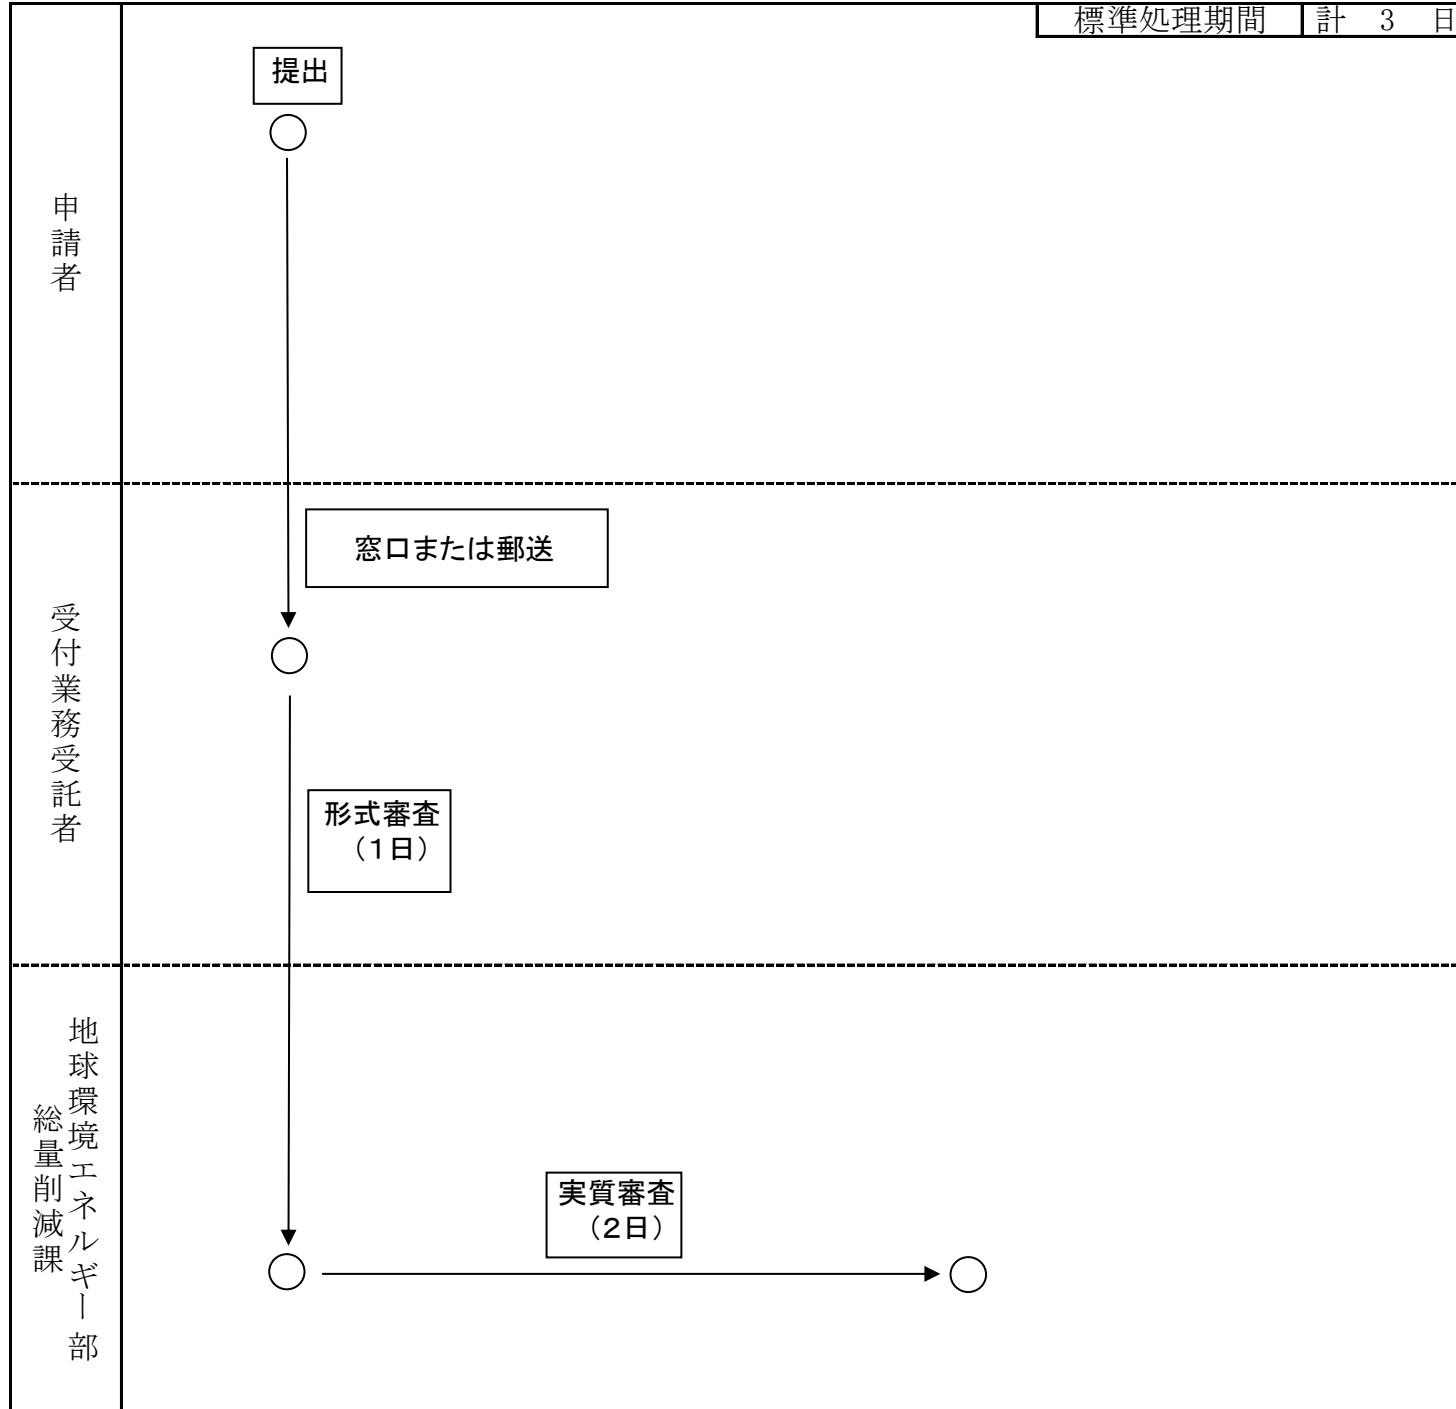 標準処理期間 計 3 日
提出
申請者
窓口または郵送
受付業務受託者
形式審査
（1日）
地球環境エネルギー部
総量削減課
実質審査
（2日）